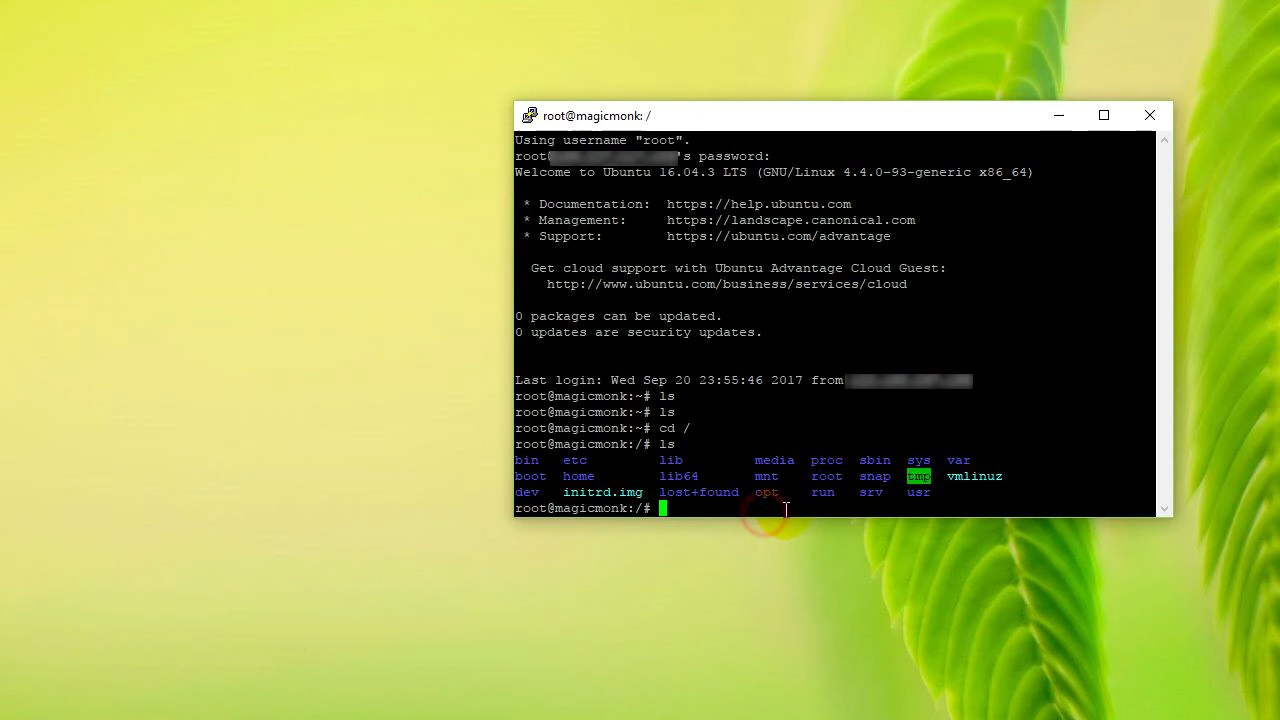 root@magicmonk: /
Using username "root".
root@ 's password:
Welcome to Ubuntu 16.04.3 LTS (GNU/Linux 4.4.0-93-generic x86_64)
* Documentation:  https://help.ubuntu.com
* Management:     https://landscape.canonical.com
* Support:        https://ubuntu.com/advantage
Get cloud support with Ubuntu Advantage Cloud Guest:
http://www.ubuntu.com/business/services/cloud
0 packages can be updated.
0 updates are security updates.
Last login: Wed Sep 20 23:55:46 2017 from
root@magicmonk:~# ls
root@magicmonk:~# ls
root@magicmonk:~# cd /
root@magicmonk:/# ls
bin   etc         lib         media  proc  sbin  sys  var
boot  home        lib64       mnt    root  snap  tmp  vmlinuz
dev   initrd.img  lost+found  opt    run   srv   usr
root@magicmonk:/#